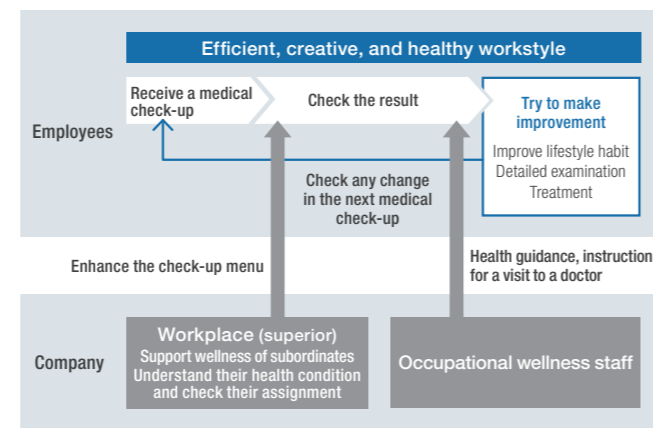 Efficient, creative, and healthy workstyle
Employees
Receive a medical
check-up
Check the result
Try to make
improvement
Improve lifestyle habit
Detailed examination
Treatment
Check any change
in the next medical
check-up
Enhance the check-up menu
Health guidance, instruction
for a visit to a doctor
Company
Workplace (superior)
Support wellness of subordinates
Understand their health condition
and check their assignment
Occupational wellness staff